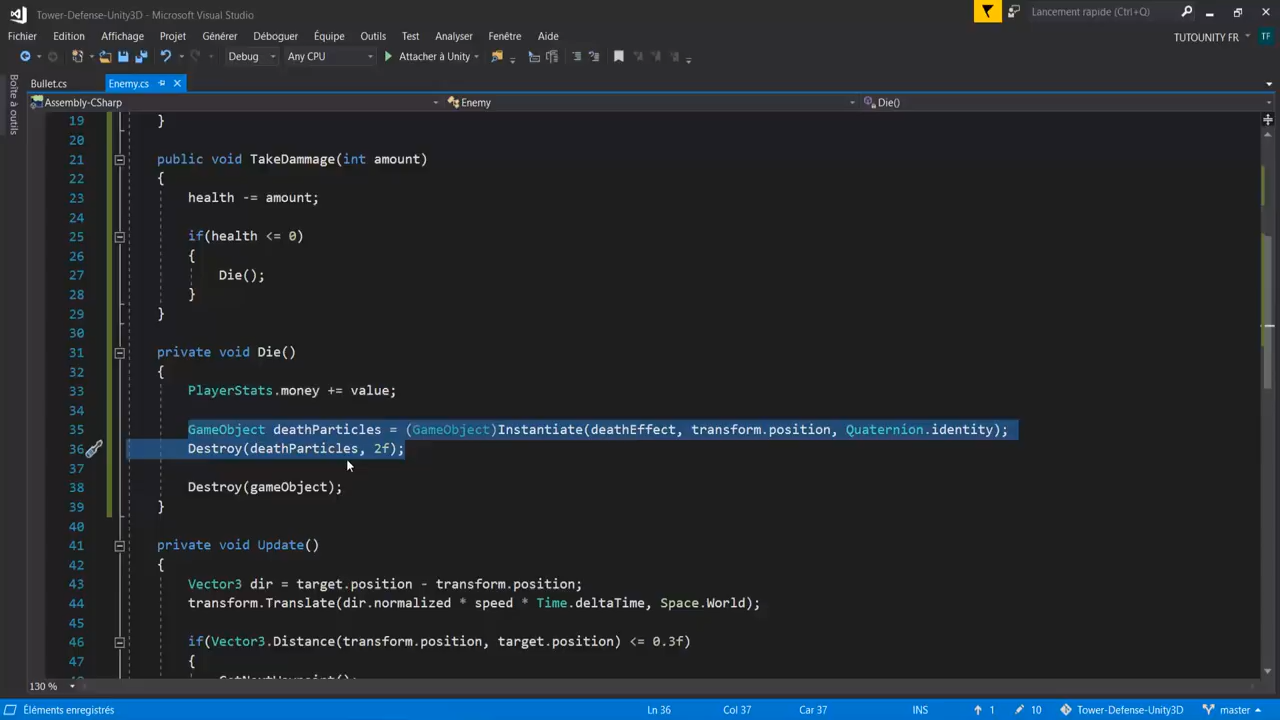 Tower-Defense-Unity3D - Microsoft Visual Studio
Lancement rapide (Ctrl+Q)
Fichier Edition Affichage Projet Générer Déboguer Équipe Outils Test Analyser Fenêtre Aide
TUTOUNITY FR
TF
Debug Any CPU Attacher à Unity
Boîte à outils
Bullet.cs Enemy.cs
Assembly-CSharp Enemy Die()
19 }
20
21 public void TakeDammage(int amount)
22 {
23 health -= amount;
24
25 if(health <= 0)
26 {
27 Die();
28 }
29 }
30
31 private void Die()
32 {
33 PlayerStats.money += value;
34
35 GameObject deathParticles = (GameObject)Instantiate(deathEffect, transform.position, Quaternion.identity);
36 Destroy(deathParticles, 2f);
37
38 Destroy(gameObject);
39 }
40
41 private void Update()
42 {
43 Vector3 dir = target.position - transform.position;
44 transform.Translate(dir.normalized * speed * Time.deltaTime, Space.World);
45
46 if(Vector3.Distance(transform.position, target.position) <= 0.3f)
47 {
130 %
Éléments enregistrés Ln 36 Col 37 Car 37 INS 1 10 Tower-Defense-Unity3D master